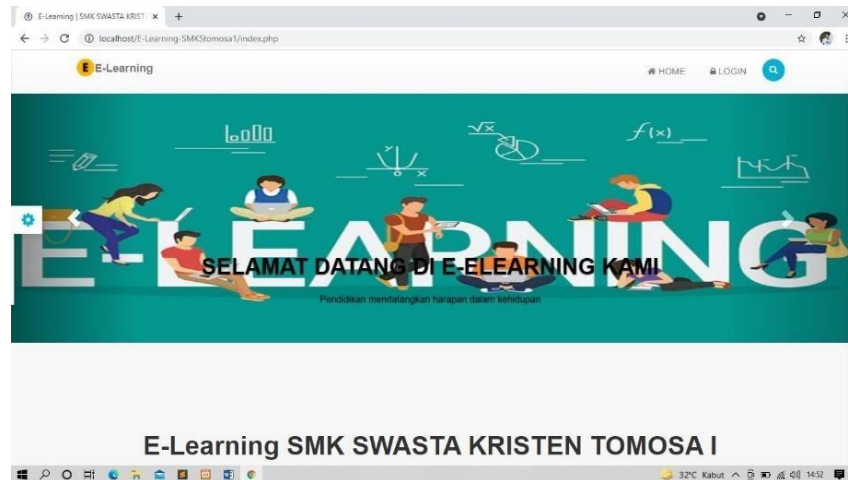 E-Learning | SMK SWASTA KRIST
localhost/E-Learning-SMKStomosa1/index.php
E E-Learning
HOME LOGIN
√x
f(x)
y
x
E-LEARNING
SELAMAT DATANG DI E-ELEARNING KAMI
Pendidikan mendatangkan harapan dalam kehidupan
E-Learning SMK SWASTA KRISTEN TOMOSA I
32°C Kabut 14:52